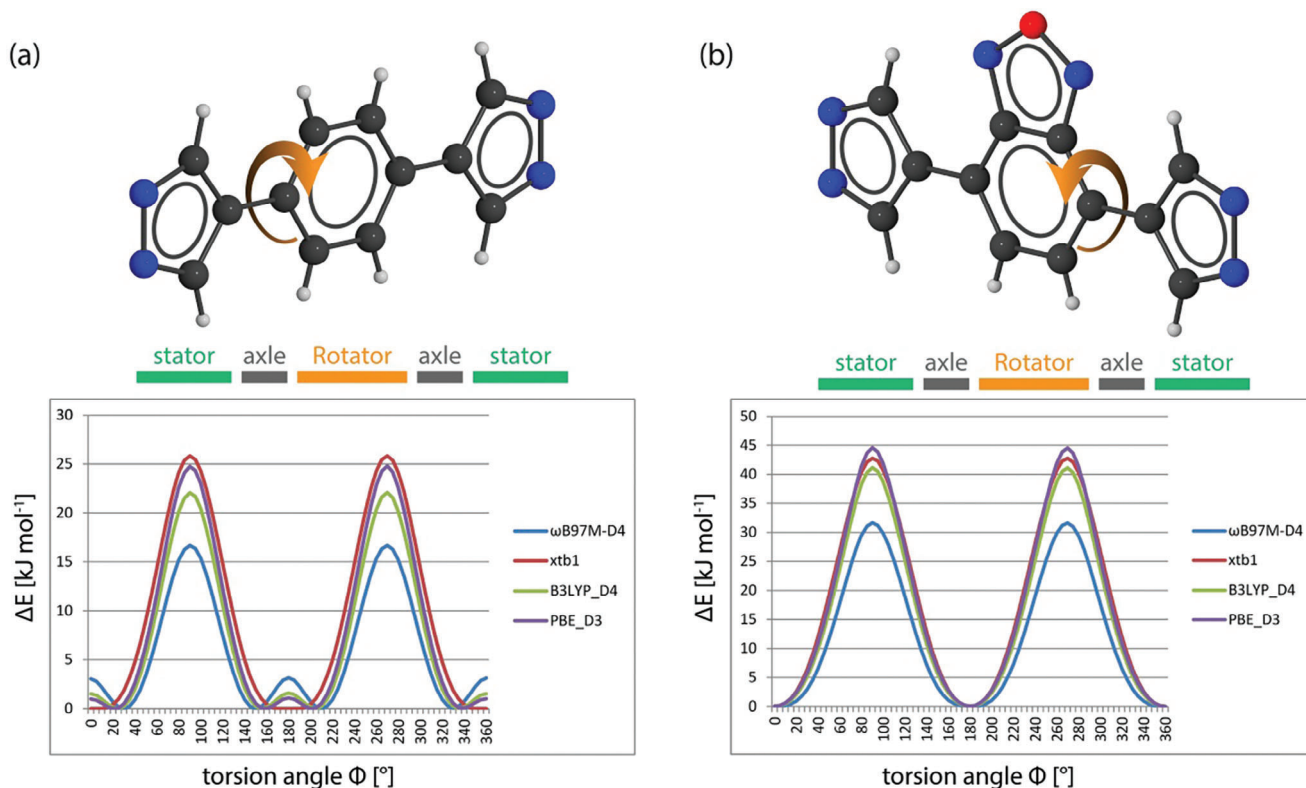 (a)
(b)
stator axle Rotator axle stator
stator axle Rotator axle stator
30
25
20
15
10
5
0
ΔE [kJ mol⁻¹]
0 20 40 60 80 100 120 140 160 180 200 220 240 260 280 300 320 340 360
torsion angle Φ [°]
ωB97M-D4
xtb1
B3LYP_D4
PBE_D3
50
45
40
35
30
25
20
15
10
5
0
ΔE [kJ mol⁻¹]
0 20 40 60 80 100 120 140 160 180 200 220 240 260 280 300 320 340 360
torsion angle Φ [°]
ωB97M-D4
xtb1
B3LYP_D4
PBE_D3